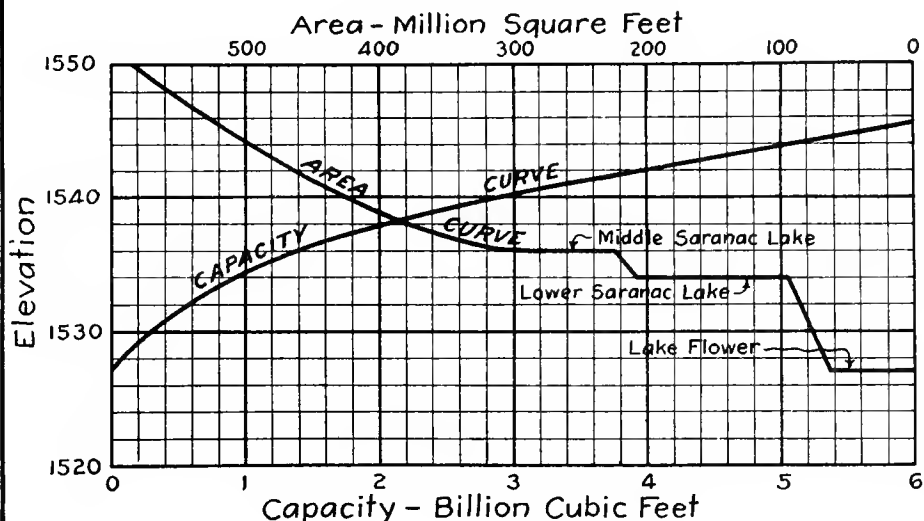 Area – Million Square Feet
500 400 300 200 100 0
1550
1540
1530
1520
Elevation
AREA CURVE
CAPACITY CURVE
Middle Saranac Lake
Lower Saranac Lake
Lake Flower
0 1 2 3 4 5 6
Capacity – Billion Cubic Feet